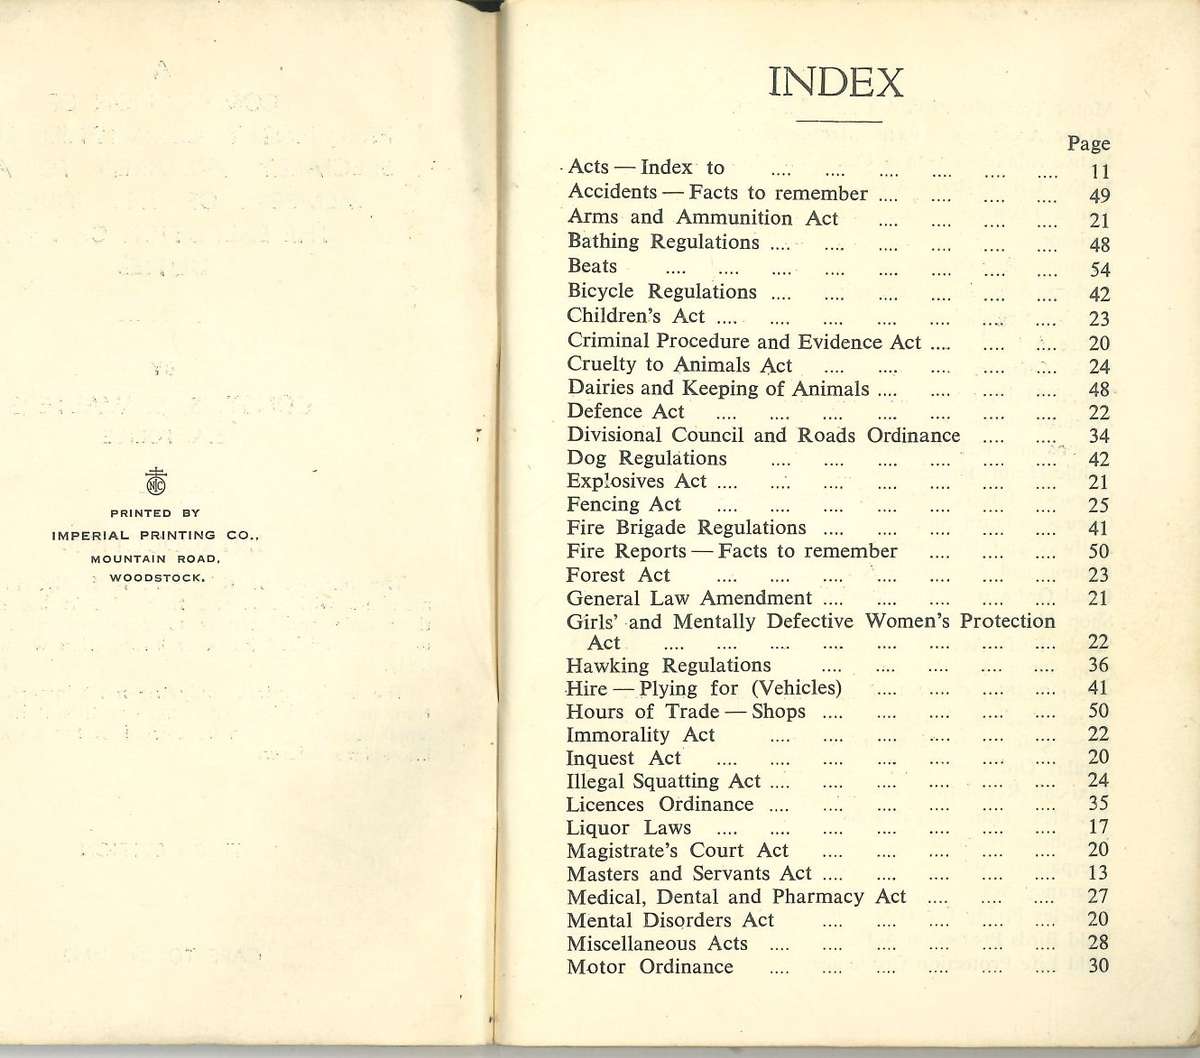 PRINTED BY
IMPERIAL PRINTING CO.,
MOUNTAIN ROAD,
WOODSTOCK.
INDEX
Page
Acts — Index to .... .... .... .... .... .... 11
Accidents — Facts to remember .... .... .... .... 49
Arms and Ammunition Act .... .... .... .... 21
Bathing Regulations .... .... .... .... .... .... 48
Beats .... .... .... .... .... .... .... .... 54
Bicycle Regulations .... .... .... .... .... .... 42
Children's Act .... .... .... .... .... .... .... 23
Criminal Procedure and Evidence Act .... .... .... 20
Cruelty to Animals Act .... .... .... .... .... 24
Dairies and Keeping of Animals .... .... .... .... 48
Defence Act .... .... .... .... .... .... .... 22
Divisional Council and Roads Ordinance .... .... 34
Dog Regulations .... .... .... .... .... .... 42
Explosives Act .... .... .... .... .... .... .... 21
Fencing Act .... .... .... .... .... .... .... 25
Fire Brigade Regulations .... .... .... .... .... 41
Fire Reports — Facts to remember .... .... .... 50
Forest Act .... .... .... .... .... .... .... 23
General Law Amendment .... .... .... .... .... 21
Girls' and Mentally Defective Women's Protection
Act .... .... .... .... .... .... .... .... 22
Hawking Regulations .... .... .... .... .... 36
Hire — Plying for (Vehicles) .... .... .... .... 41
Hours of Trade — Shops .... .... .... .... .... 50
Immorality Act .... .... .... .... .... .... 22
Inquest Act .... .... .... .... .... .... .... 20
Illegal Squatting Act .... .... .... .... .... .... 24
Licences Ordinance .... .... .... .... .... .... 35
Liquor Laws .... .... .... .... .... .... .... 17
Magistrate's Court Act .... .... .... .... .... 20
Masters and Servants Act .... .... .... .... .... 13
Medical, Dental and Pharmacy Act .... .... .... 27
Mental Disorders Act .... .... .... .... .... 20
Miscellaneous Acts .... .... .... .... .... .... 28
Motor Ordinance .... .... .... .... .... .... 30